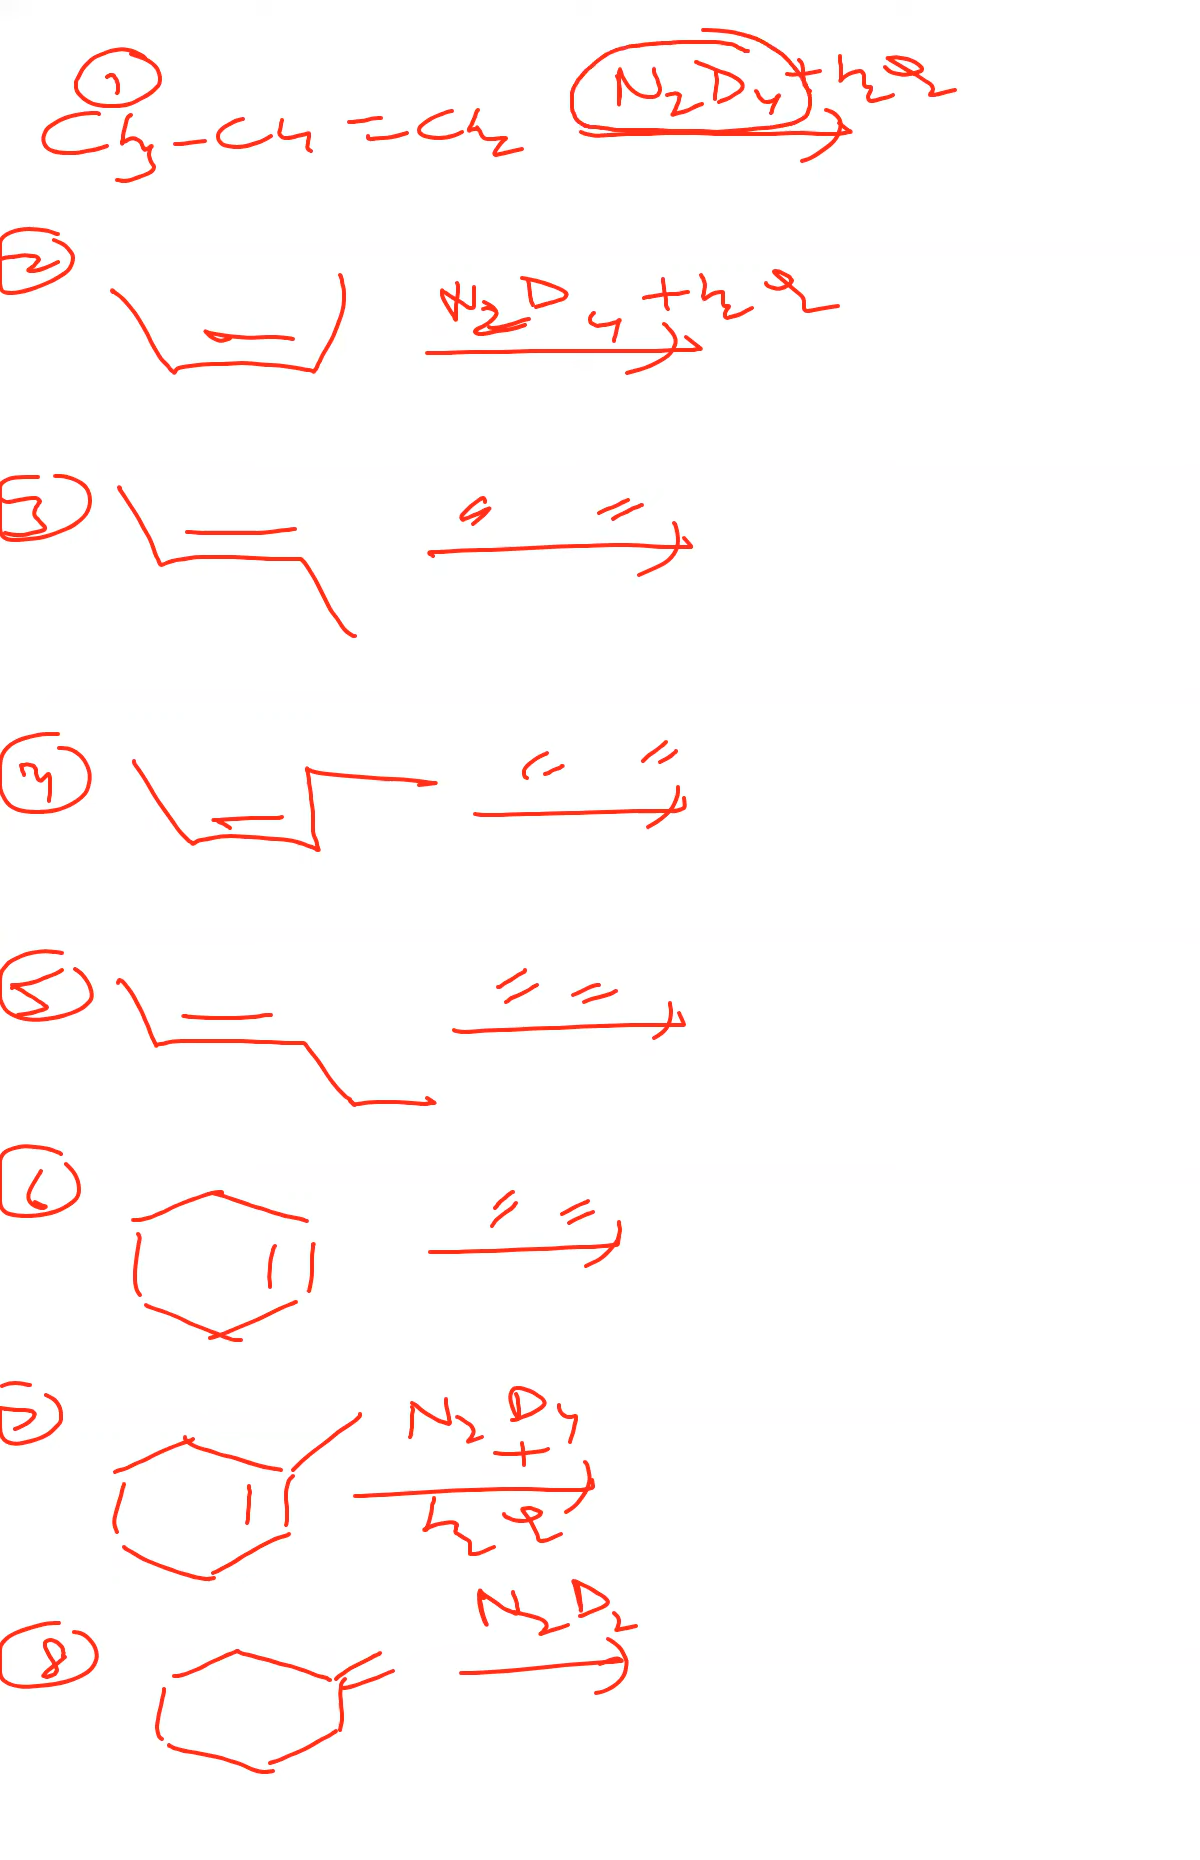 1
CH3-CH=CH2 N2D4+H2O2
2
N2D4+H2O2
3
" "
4
" "
5
" "
6
" "
7
N2D4
+
H2O2
8
N2D2